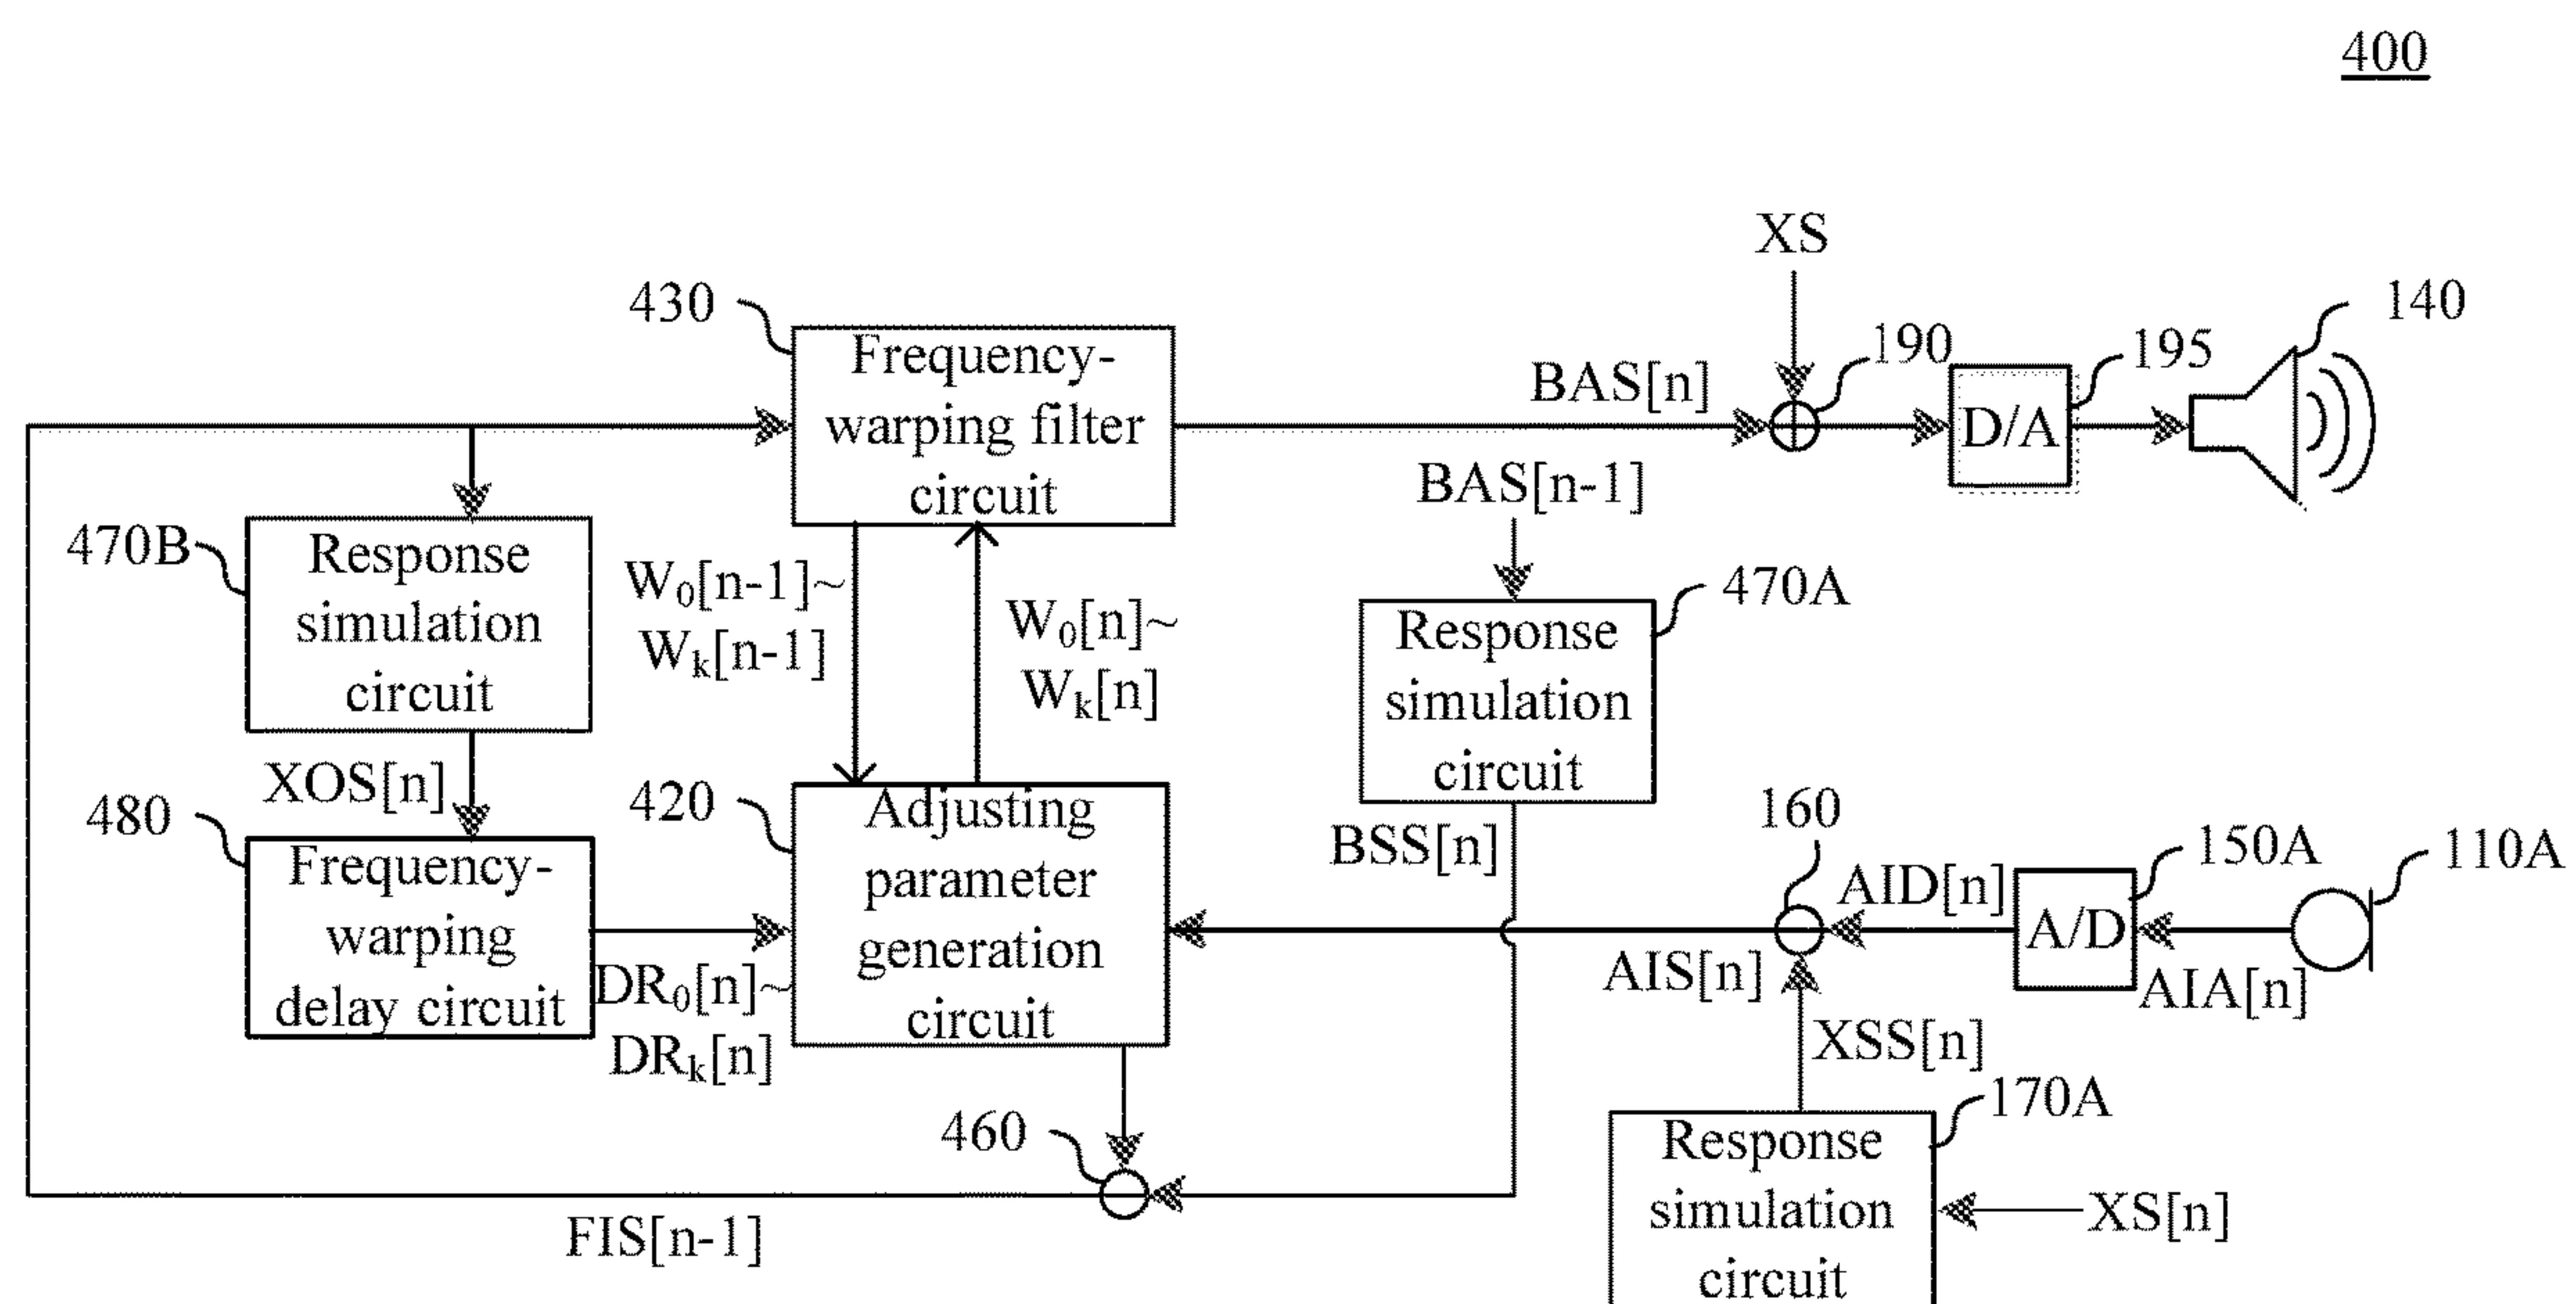 400
XS
430
Frequency-
warping filter
circuit
BAS[n]
190
D/A
195
140
BAS[n-1]
470B
Response
simulation
circuit
W₀[n-1]~
Wₖ[n-1]
W₀[n]~
Wₖ[n]
470A
Response
simulation
circuit
XOS[n]
480
Frequency-
warping
delay circuit
DR₀[n]~
DRₖ[n]
420
Adjusting
parameter
generation
circuit
BSS[n]
160
AIS[n]
AID[n]
150A
A/D
AIA[n]
110A
XSS[n]
170A
Response
simulation
circuit
XS[n]
460
FIS[n-1]